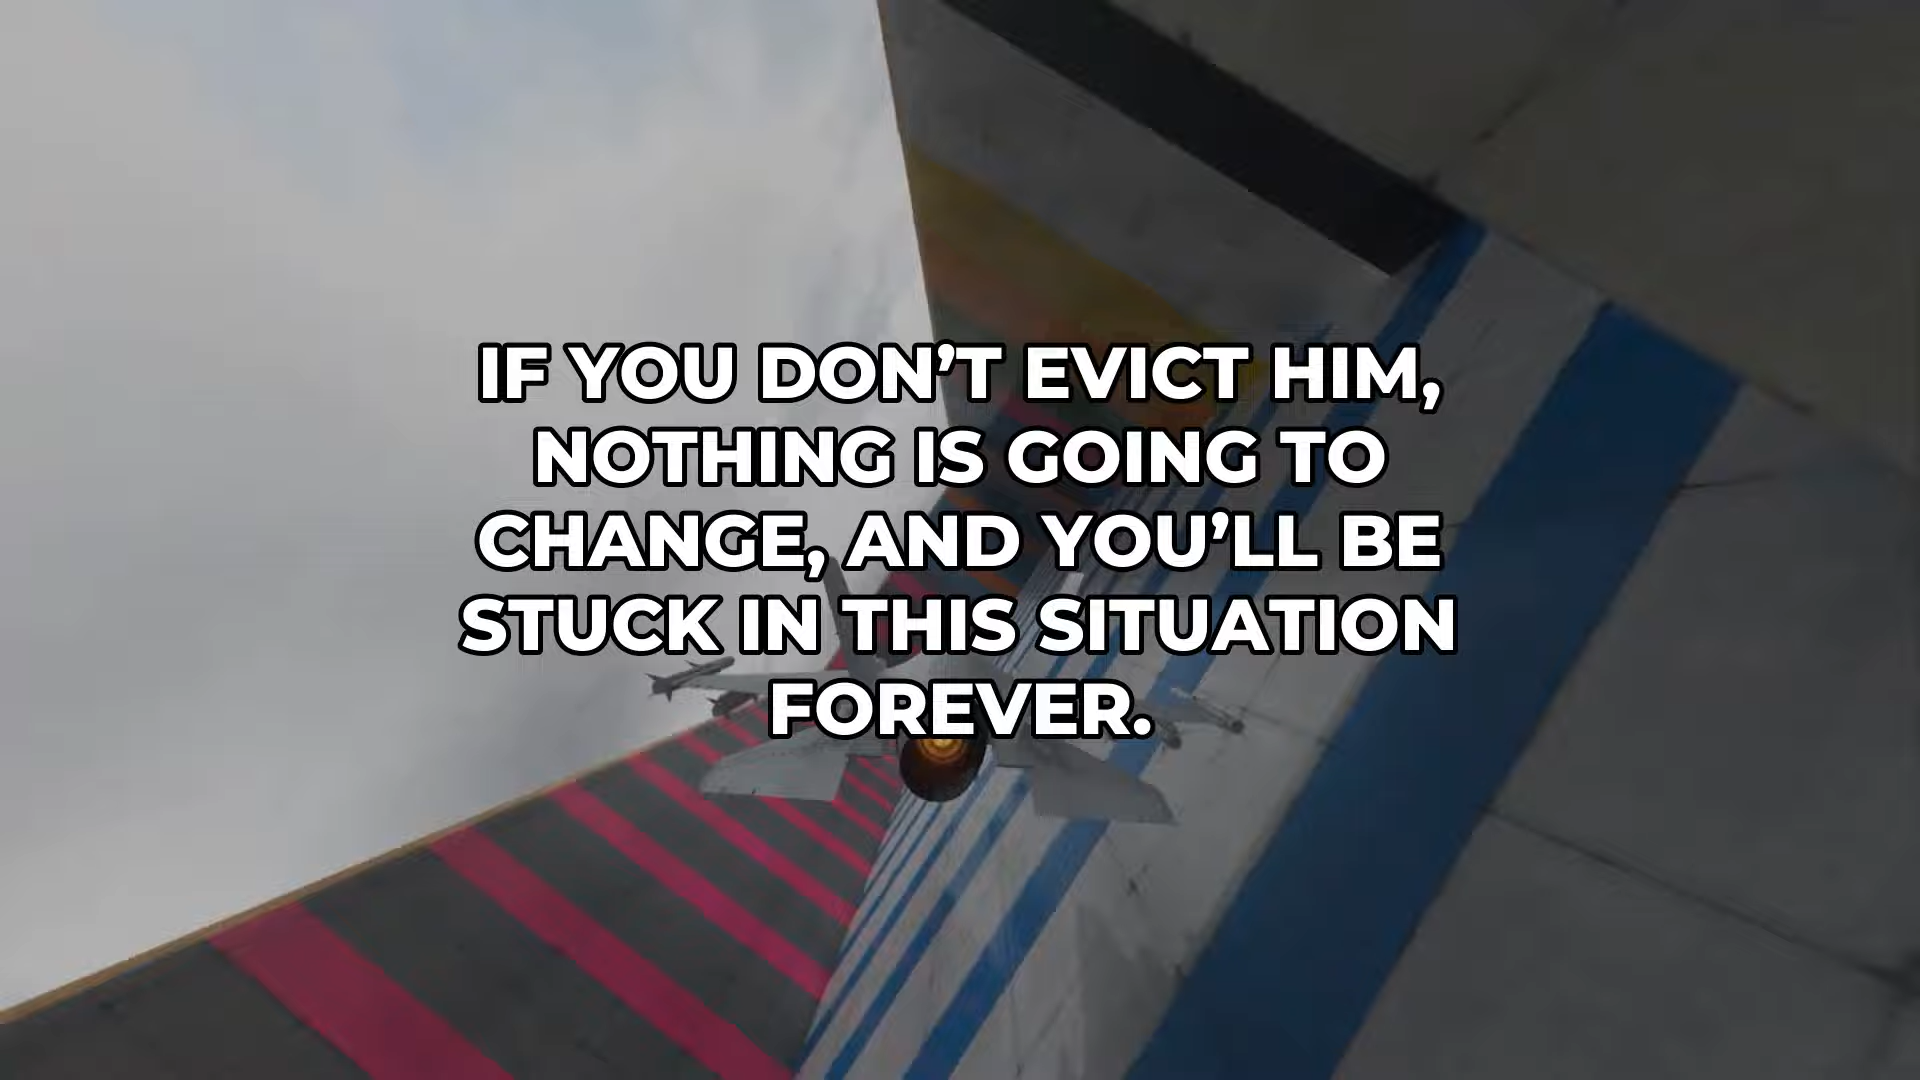 IF YOU DON’T EVICT HIM,
NOTHING IS GOING TO
CHANGE, AND YOU’LL BE
STUCK IN THIS SITUATION
FOREVER.